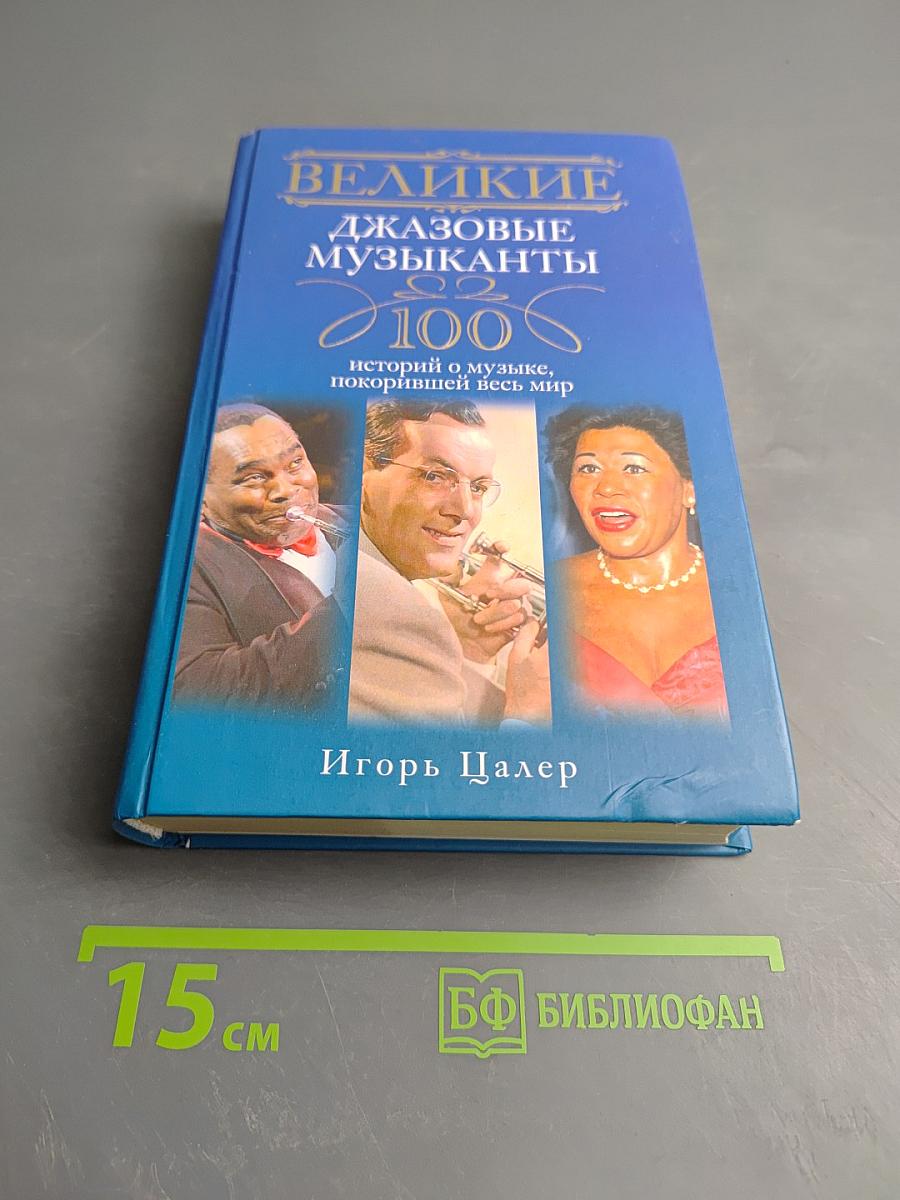 ВЕЛИКИЕ
ДЖАЗОВЫЕ
МУЗЫКАНТЫ
100
историй о музыке,
покорившей весь мир
Игорь Цалер
15 см
БФ БИБЛИОФАН